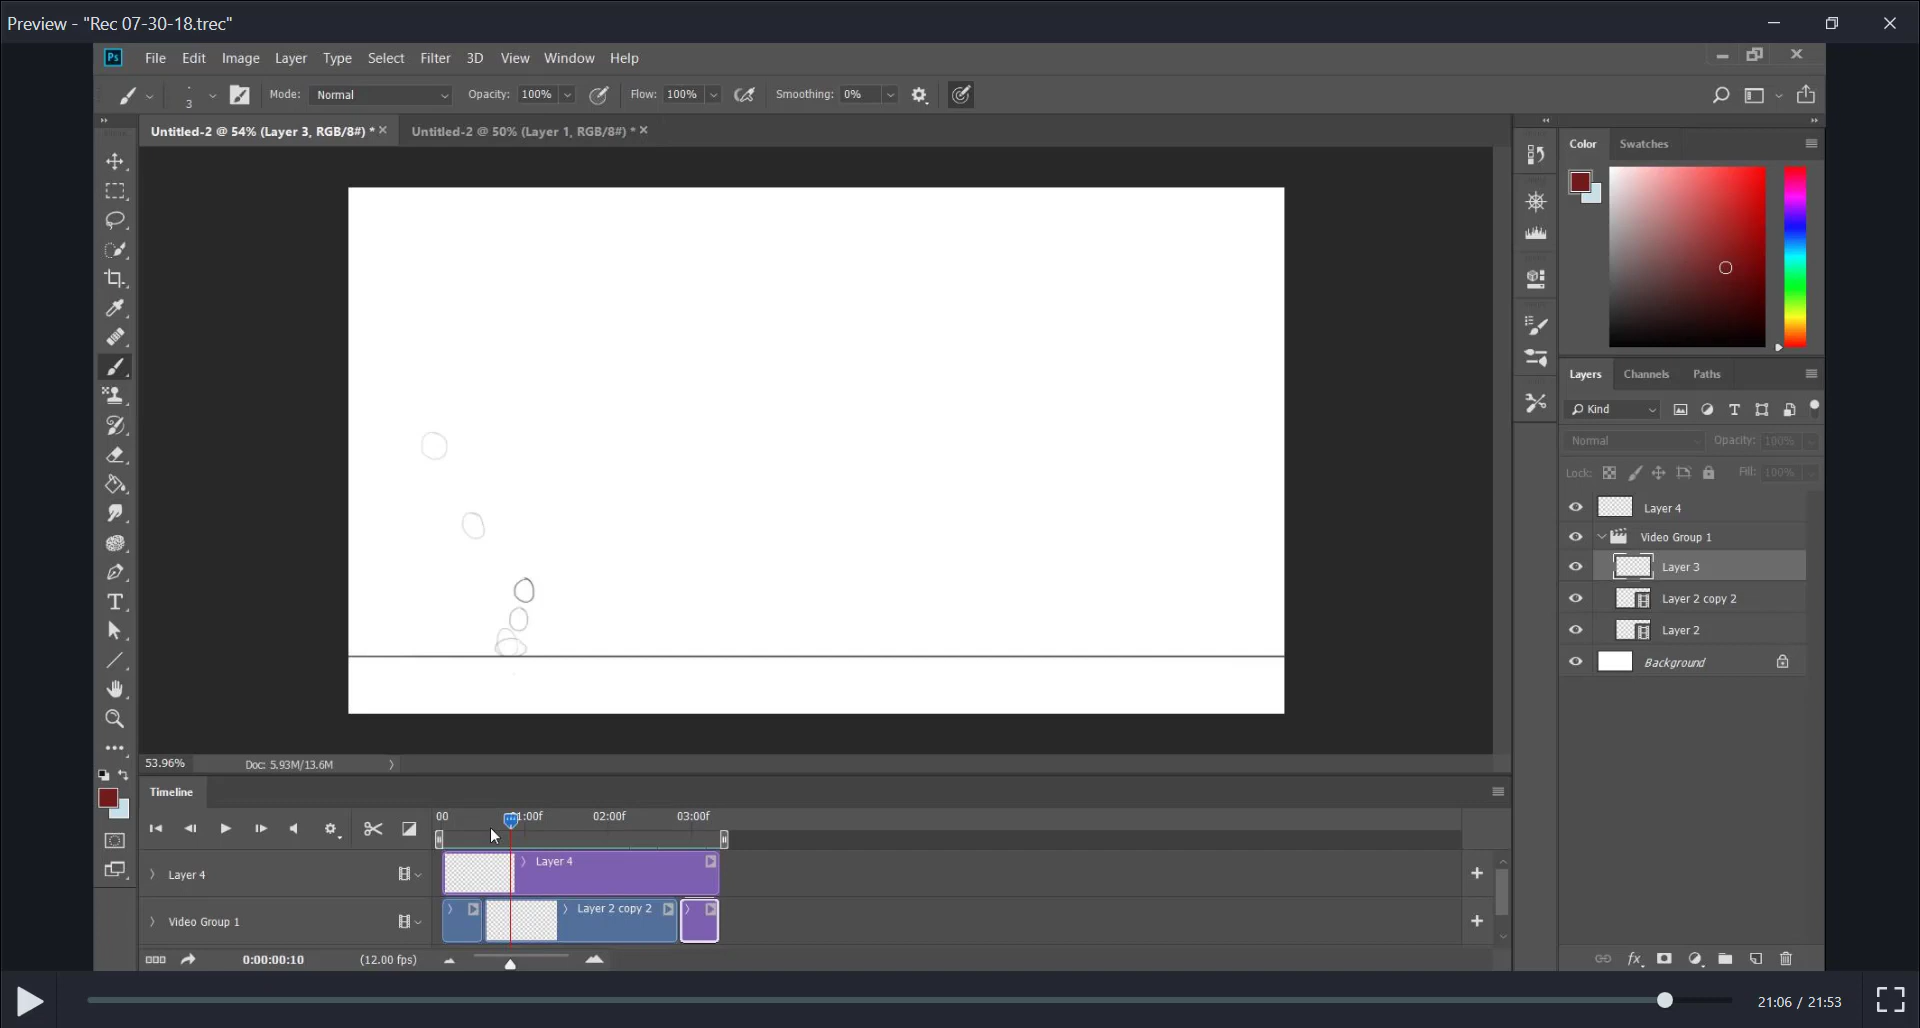 Preview - "Rec 07-30-18.trec"
Ps File Edit Image Layer Type Select Filter 3D View Window Help
3 Mode: Normal Opacity: 100% Flow: 100% Smoothing: 0%
Untitled-2 @ 54% (Layer 3, RGB/8#) * Untitled-2 @ 50% (Layer 1, RGB/8#) *
Color Swatches
Layers Channels Paths
Kind
Normal Opacity: 100%
Lock: Fill: 100%
Layer 4
Video Group 1
Layer 3
Layer 2 copy 2
Layer 2
Background
fx
53.96% Doc: 5.93M/13.6M
Timeline
00 01:00f 02:00f 03:00f
Layer 4 Layer 4
Video Group 1 Layer 2 copy 2
0:00:00:10 (12.00 fps)
21:06 / 21:53